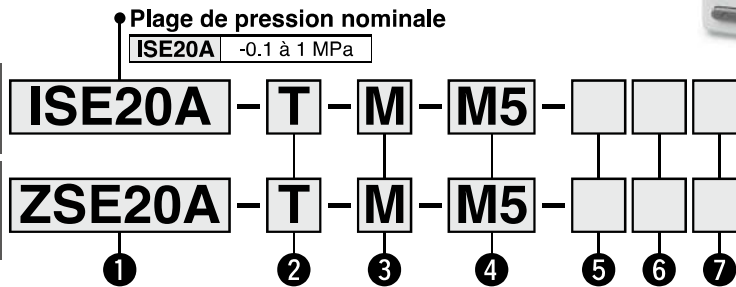 Plage de pression nominale
ISE20A -0.1 à 1 MPa
ISE20A - T - M - M5 -
ZSE20A - T - M - M5 -
1 2 3 4 5 6 7